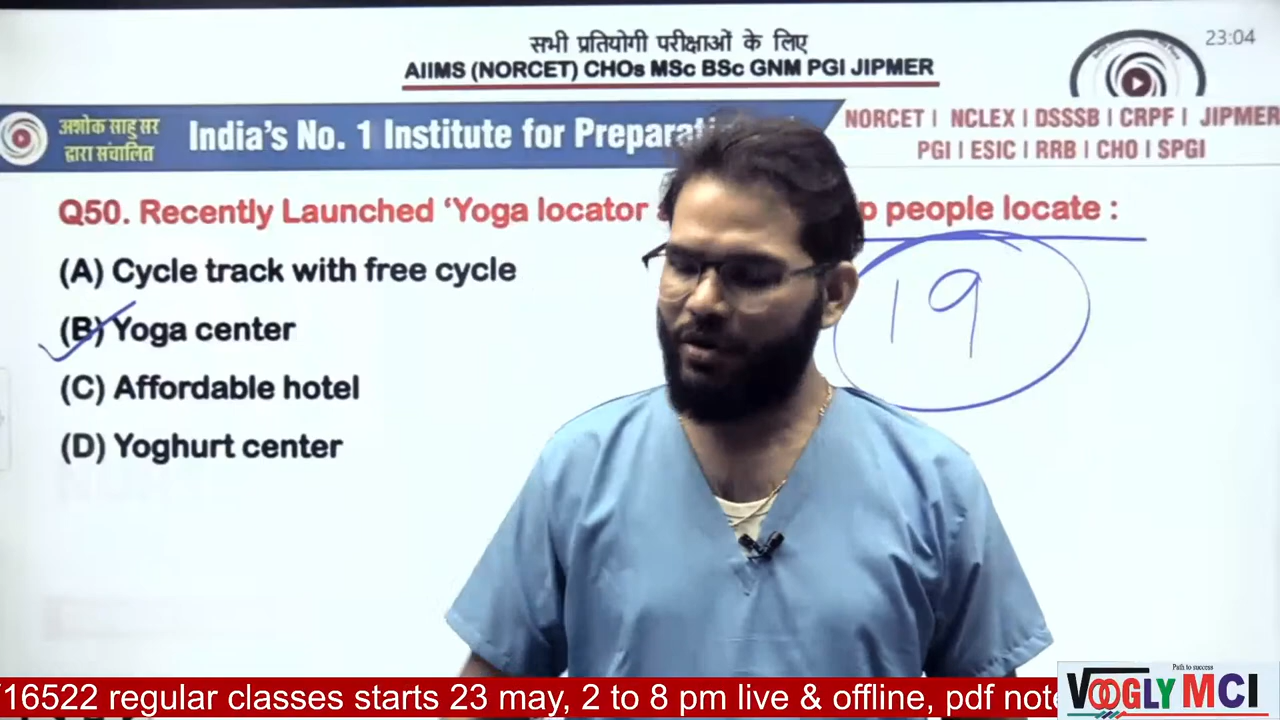 सभी प्रतियोगी परीक्षाओं के लिए
AIIMS (NORCET) CHOs MSc BSc GNM PGI JIPMER
23:04
अशोक साहु सर
द्वारा संचालित
India's No. 1 Institute for
NORCET I NCLEX I DSSSB I CRPF I JIPMER
PGI I ESIC I RRB I CHO I SPGI
Q50. Recently Launched ‘Yoga locator people locate :
(A) Cycle track with free cycle
(B) Yoga center
(C) Affordable hotel
(D) Yoghurt center
19
16522 regular classes starts 23 may, 2 to 8 pm live & offline, pdf
Path to success
VOOGLY MCI